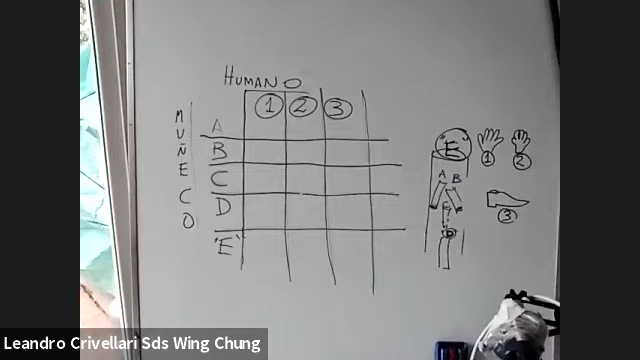 HUMANO
1 2 3
MUÑECO
A
B
C
D
"E"
E
A B
D
1 2
3
Leandro Crivellari Sds Wing Chung